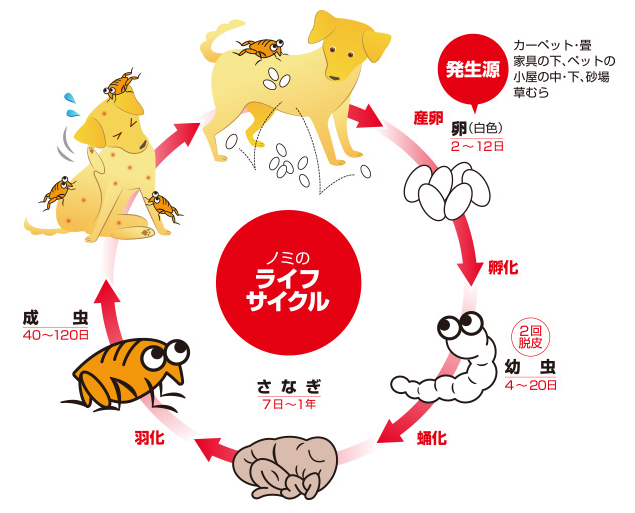 発生源
カーペット・畳
家具の下、ペットの
小屋の中・下、砂場
草むら
産卵
卵（白色）
2～12日
孵化
2回
脱皮
幼虫
4～20日
蛹化
さなぎ
7日～1年
羽化
成虫
40～120日
ノミの
ライフ
サイクル